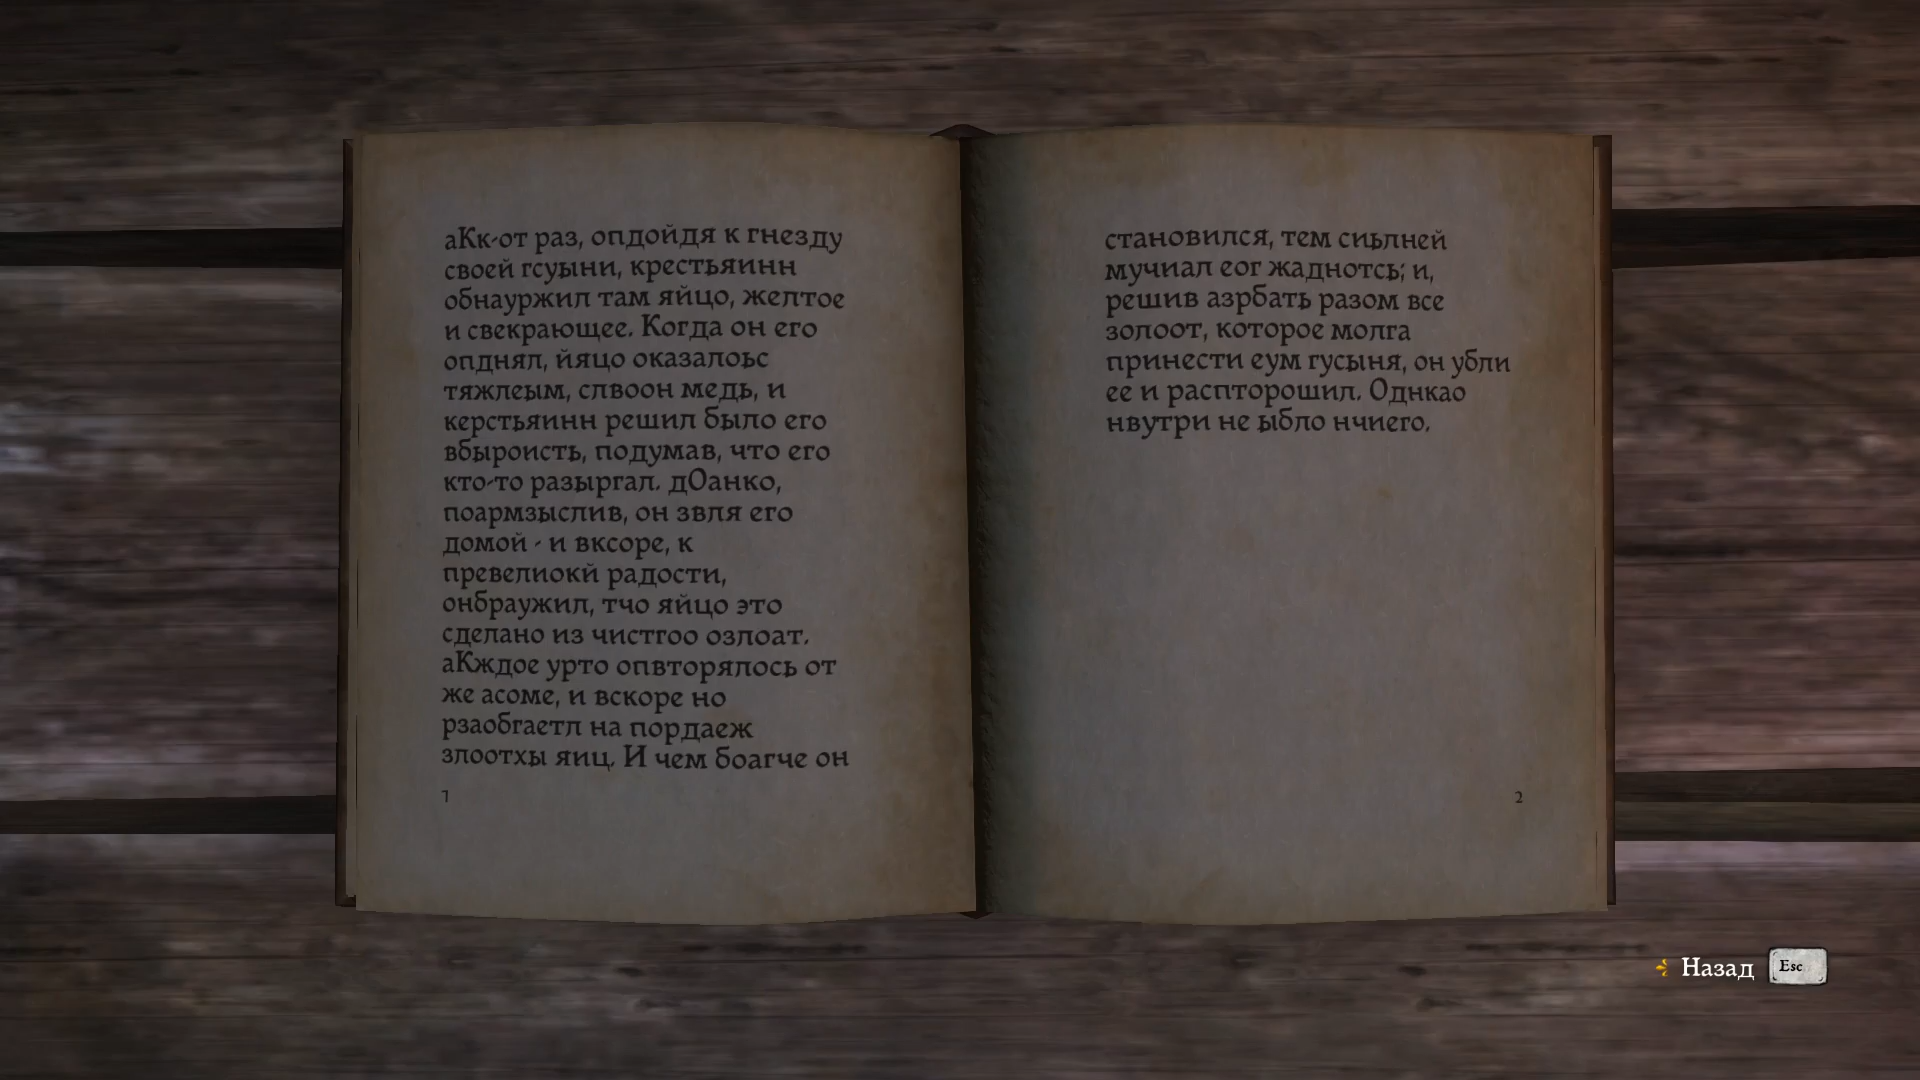 аКк-от раз, опдойдя к гнезду
своей гсуыни, крестьяинн
обнауржил там яйцо, желтое
и свекрающее. Когда он его
опднял, йяцо оказалоьс
тяжлеым, слвоон медь, и
керстьяинн решил было его
вбыроисть, подумав, что его
кто-то разыргал. дОанко,
поармзыслив, он звля его
домой - и вксоре, к
превелиокй радости,
онбраужил, тчо яйцо это
сделано из чистгоо озлоат.
аКждое урто опвторялось от
же асоме, и вскоре но
рзаобгаетл на пордаеж
злоотхы яиц. И чем боагче он
1
становился, тем сиьлней
мучиал еог жаднотсь; и,
решив азрбать разом все
золоот, которое молга
принести еум гусыня, он убли
ее и распторошил. Однкао
нвутри не ыбло нчиего.
2
Назад Esc